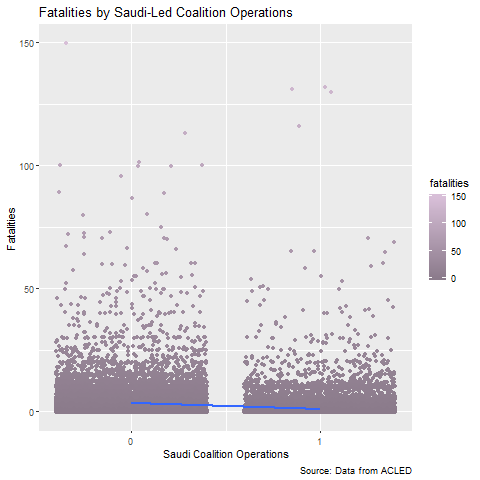 Fatalities by Saudi-Led Coalition Operations
150
100
50
0
Fatalities
0
1
Saudi Coalition Operations
fatalities
150
100
50
0
Source: Data from ACLED